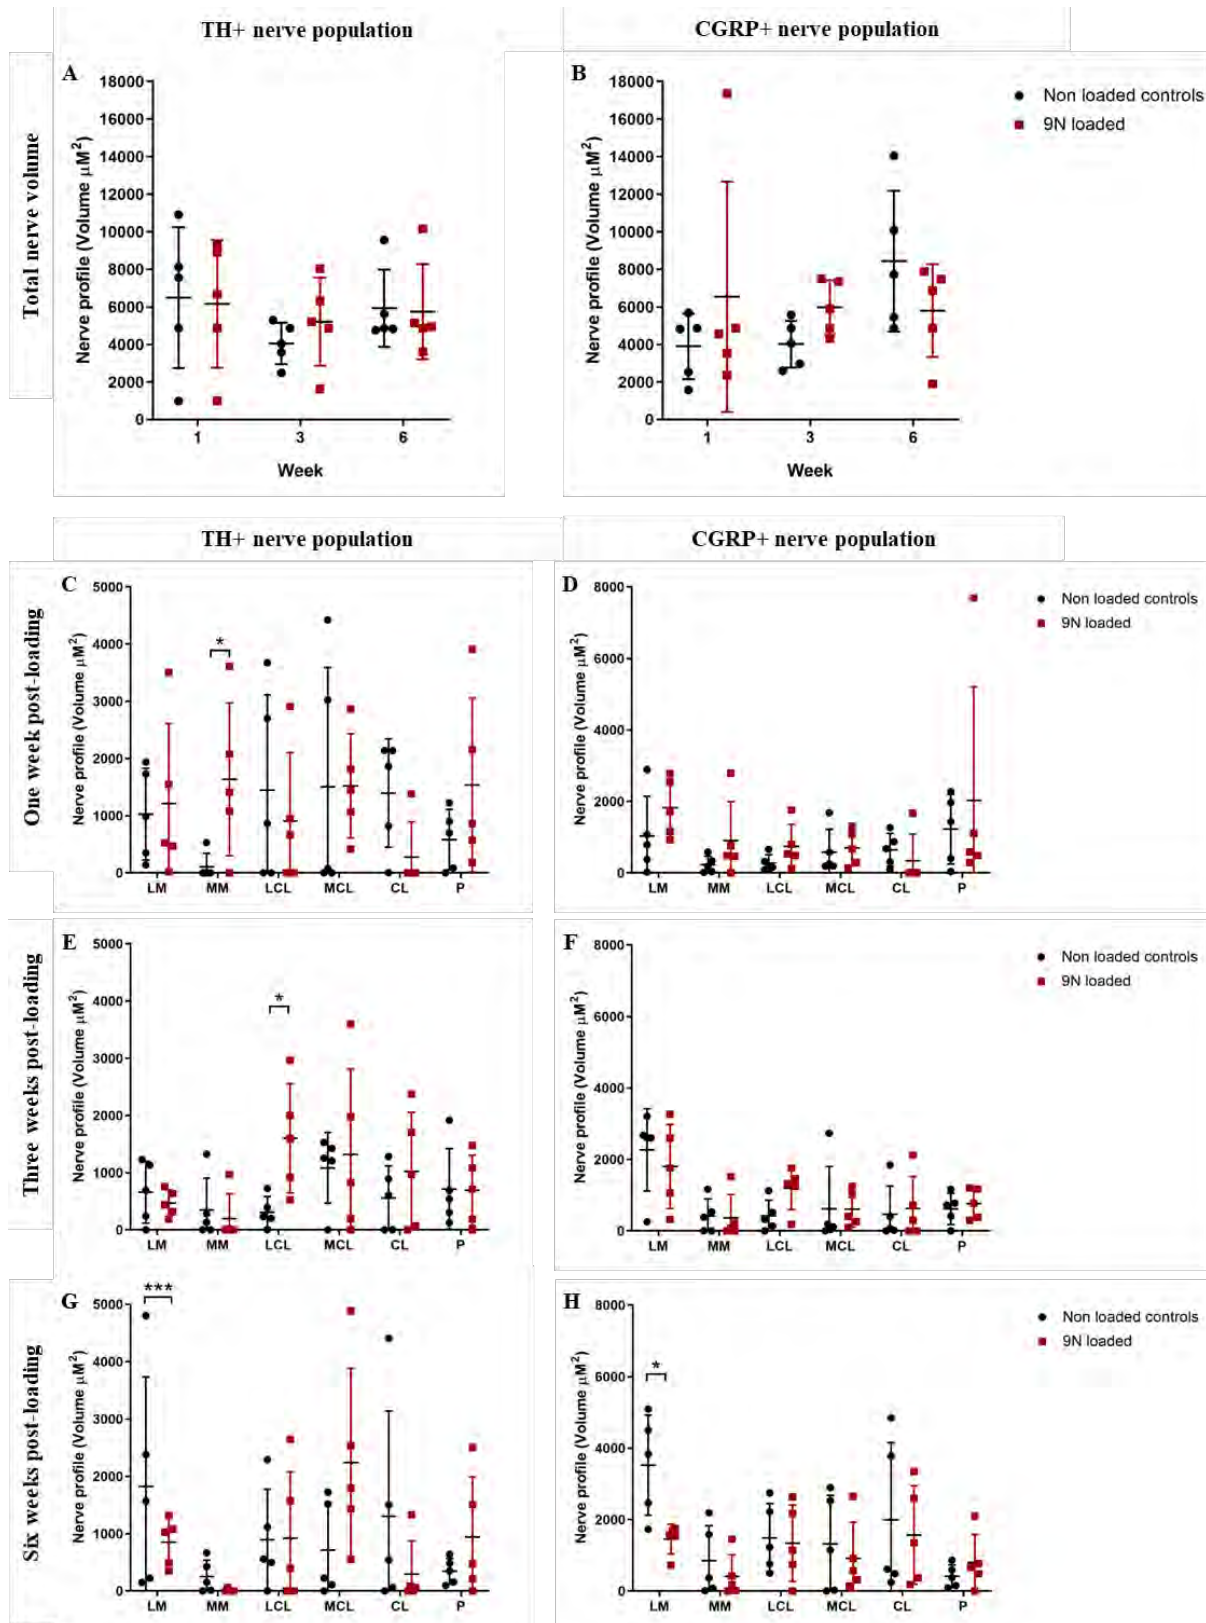 TH+ nerve population
CGRP+ nerve population
Total nerve volume
A
18000
16000
14000
12000
10000
8000
6000
4000
2000
0
Nerve profile (Volume µM²)
1
3
6
Week
B
18000
16000
14000
12000
10000
8000
6000
4000
2000
0
Nerve profile (Volume µM²)
1
3
6
Week
Non loaded controls
9N loaded
TH+ nerve population
CGRP+ nerve population
One week post-loading
C
5000
4000
3000
2000
1000
0
Nerve profile (Volume µM²)
*
LM
MM
LCL
MCL
CL
P
D
8000
6000
4000
2000
0
Nerve profile (Volume µM²)
LM
MM
LCL
MCL
CL
P
Non loaded controls
9N loaded
Three weeks post-loading
E
5000
4000
3000
2000
1000
0
Nerve profile (Volume µM²)
*
LM
MM
LCL
MCL
CL
P
F
8000
6000
4000
2000
0
Nerve profile (Volume µM²)
LM
MM
LCL
MCL
CL
P
Non loaded controls
9N loaded
Six weeks post-loading
G
5000
4000
3000
2000
1000
0
Nerve profile (Volume µM²)
***
LM
MM
LCL
MCL
CL
P
H
8000
6000
4000
2000
0
Nerve profile (Volume µM²)
*
LM
MM
LCL
MCL
CL
P
Non loaded controls
9N loaded